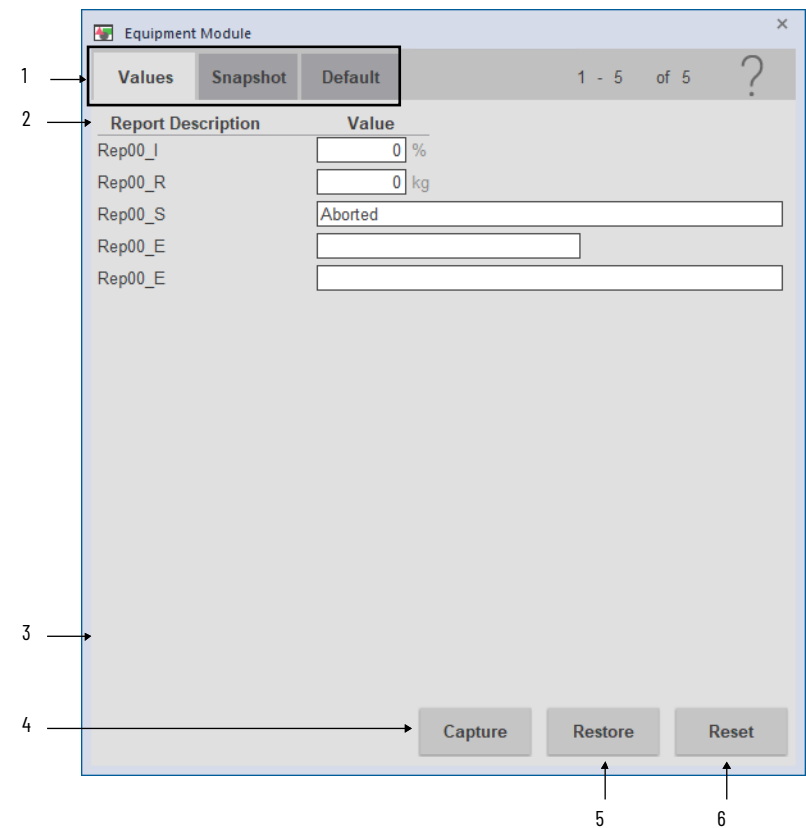 Equipment Module ×
1 Values Snapshot Default 1 - 5 of 5 ?
2 Report Description Value
Rep00_I 0 %
Rep00_R 0 kg
Rep00_S Aborted
Rep00_E
Rep00_E
3
4 Capture Restore Reset
5 6